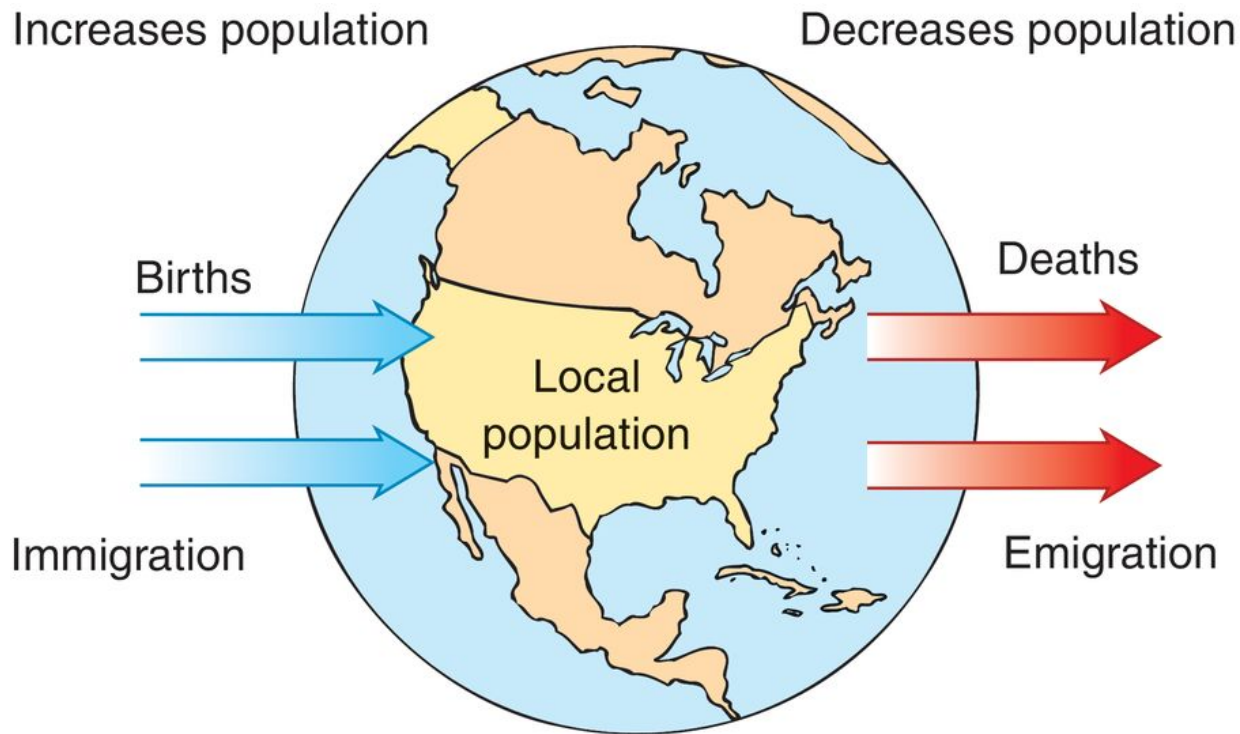 Increases population
Decreases population
Births
Deaths
Local
population
Immigration
Emigration